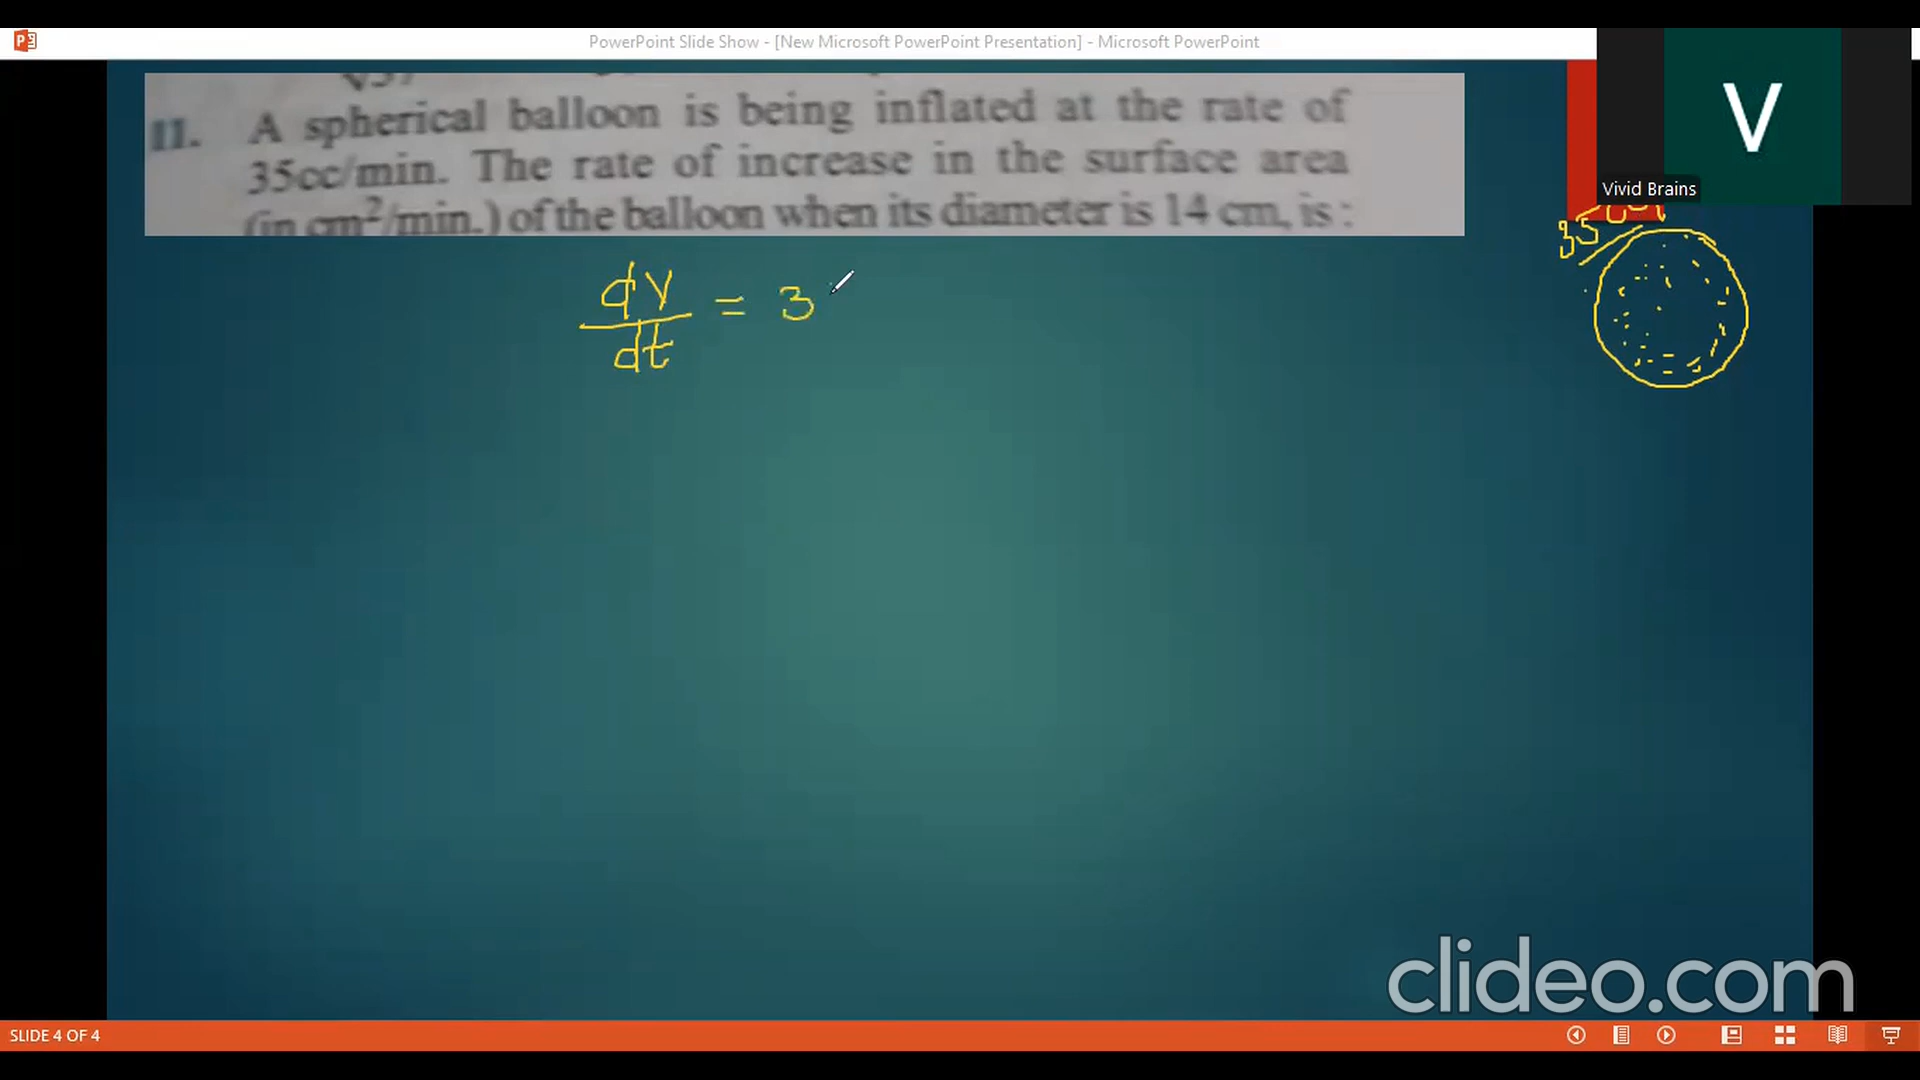 PowerPoint Slide Show - [New Microsoft PowerPoint Presentation] - Microsoft PowerPoint
11. A spherical balloon is being inflated at the rate of
35cc/min. The rate of increase in the surface area
(in cm²/min.) of the balloon when its diameter is 14 cm, is :
V
Vivid Brains
35
dV
dt
= 3
clideo.com
SLIDE 4 OF 4